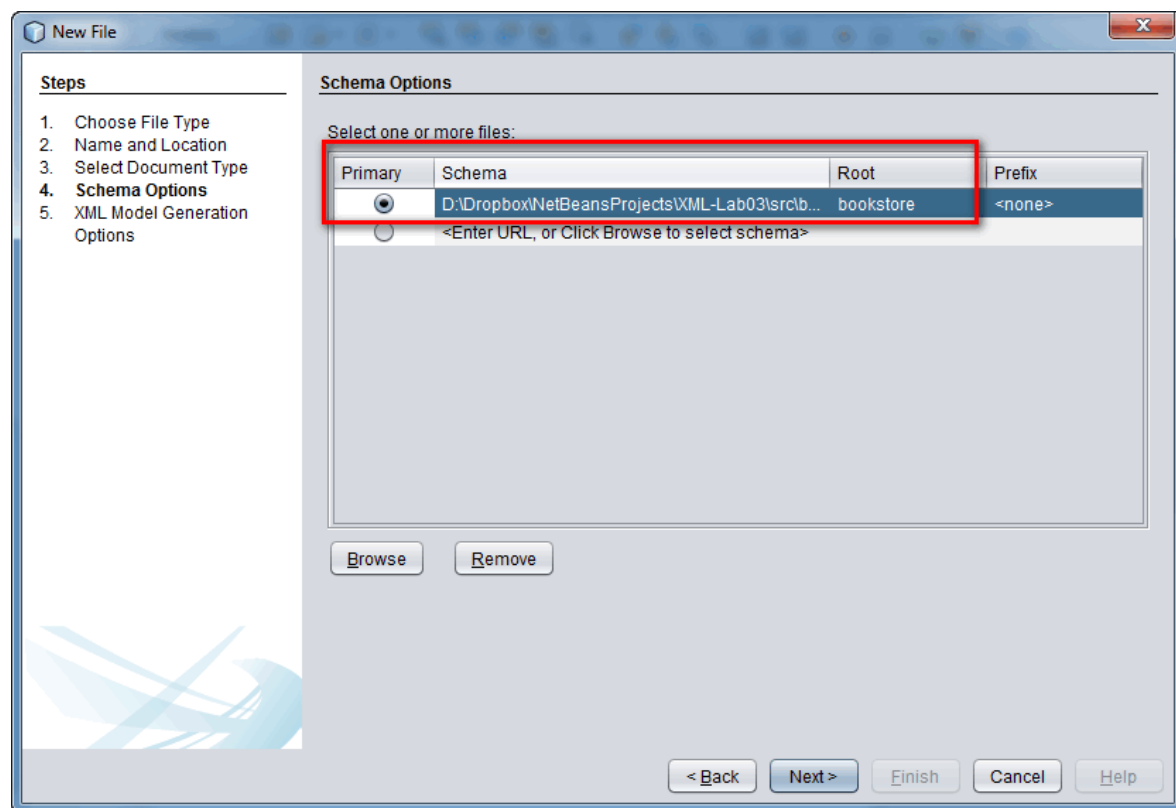 New File
Steps
1. Choose File Type
2. Name and Location
3. Select Document Type
4. Schema Options
5. XML Model Generation
Options
Schema Options
Select one or more files:
Primary Schema Root Prefix
D:\Dropbox\NetBeansProjects\XML-Lab03\src\b... bookstore <none>
<Enter URL, or Click Browse to select schema>
Browse Remove
< Back Next > Finish Cancel Help